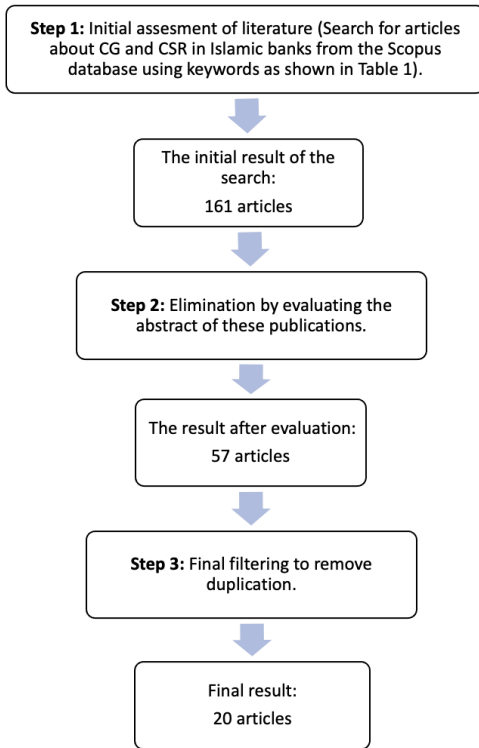 Step 1: Initial assesment of literature (Search for articles
about CG and CSR in Islamic banks from the Scopus
database using keywords as shown in Table 1).
The initial result of the
search:
161 articles
Step 2: Elimination by evaluating the
abstract of these publications.
The result after evaluation:
57 articles
Step 3: Final filtering to remove
duplication.
Final result:
20 articles